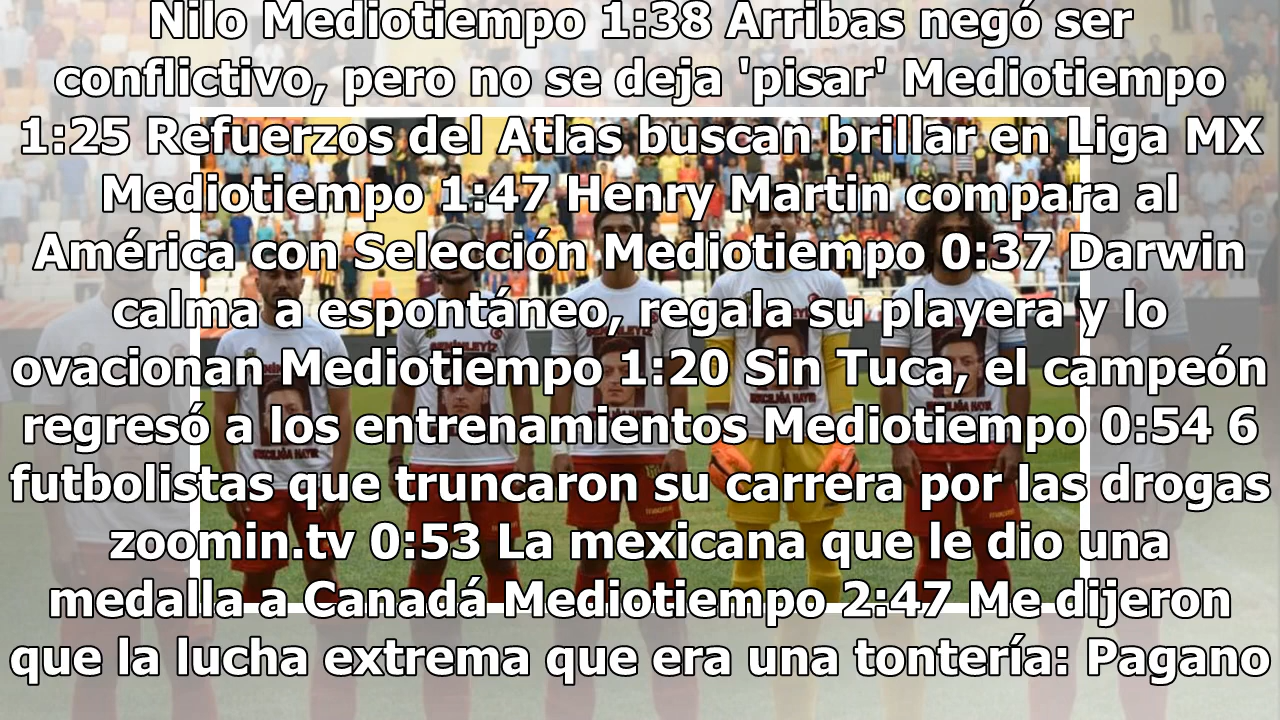 Nilo Mediotiempo 1:38 Arribas negó ser
conflictivo, pero no se deja 'pisar' Mediotiempo
1:25 Refuerzos del Atlas buscan brillar en Liga MX
Mediotiempo 1:47 Henry Martin compara al
América con Selección Mediotiempo 0:37 Darwin
calma a espontáneo, regala su playera y lo
ovacionan Mediotiempo 1:20 Sin Tuca, el campeón
regresó a los entrenamientos Mediotiempo 0:54 6
futbolistas que truncaron su carrera por las drogas
zoomin.tv 0:53 La mexicana que le dio una
medalla a Canadá Mediotiempo 2:47 Me dijeron
que la lucha extrema que era una tontería: Pagano